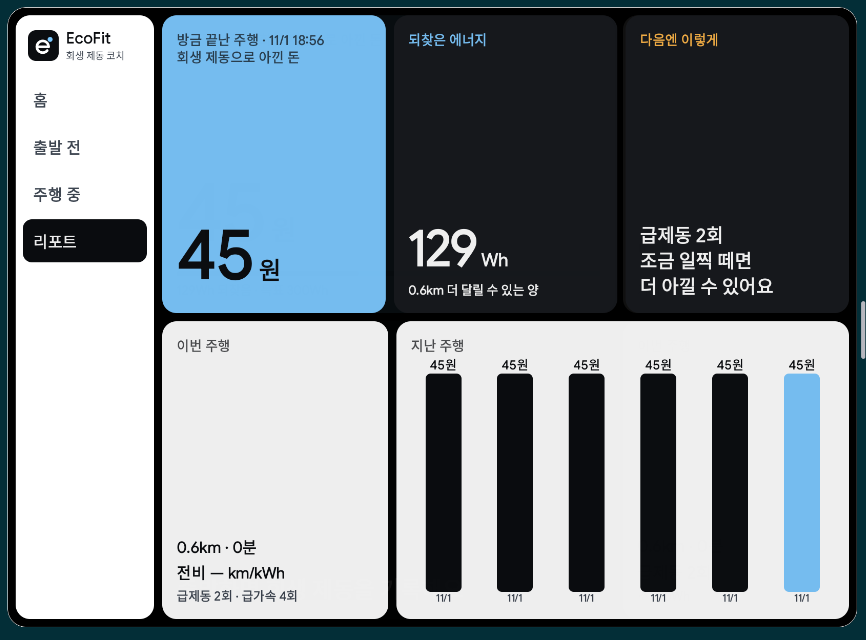 EcoFit
회생 제동 코치
홈
출발 전
주행 중
리포트
방금 끝난 주행 · 11/1 18:56
회생 제동으로 아낀 돈
45 원
되찾은 에너지
129 Wh
0.6km 더 달릴 수 있는 양
다음엔 이렇게
급제동 2회
조금 일찍 떼면
더 아낄 수 있어요
이번 주행
0.6km · 0분
전비 — km/kWh
급제동 2회 · 급가속 4회
지난 주행
45원 45원 45원 45원 45원 45원
11/1 11/1 11/1 11/1 11/1 11/1